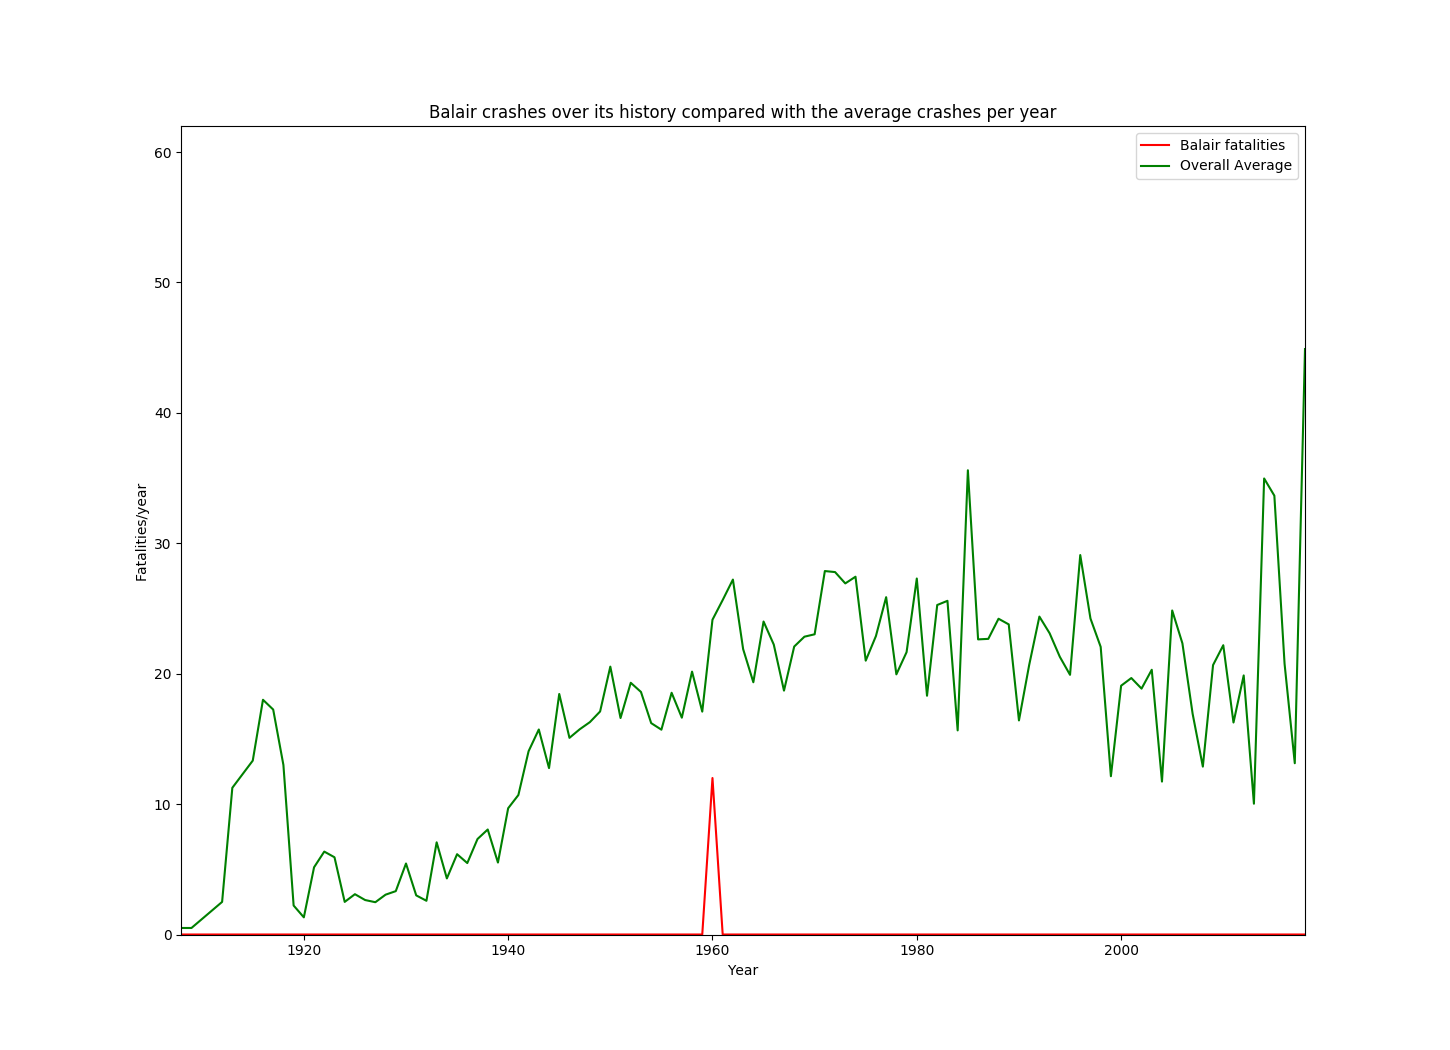 Balair crashes over its history compared with the average crashes per year
Balair fatalities
Overall Average
60
50
40
30
20
10
0
Fatalities/year
1920 1940 1960 1980 2000
Year